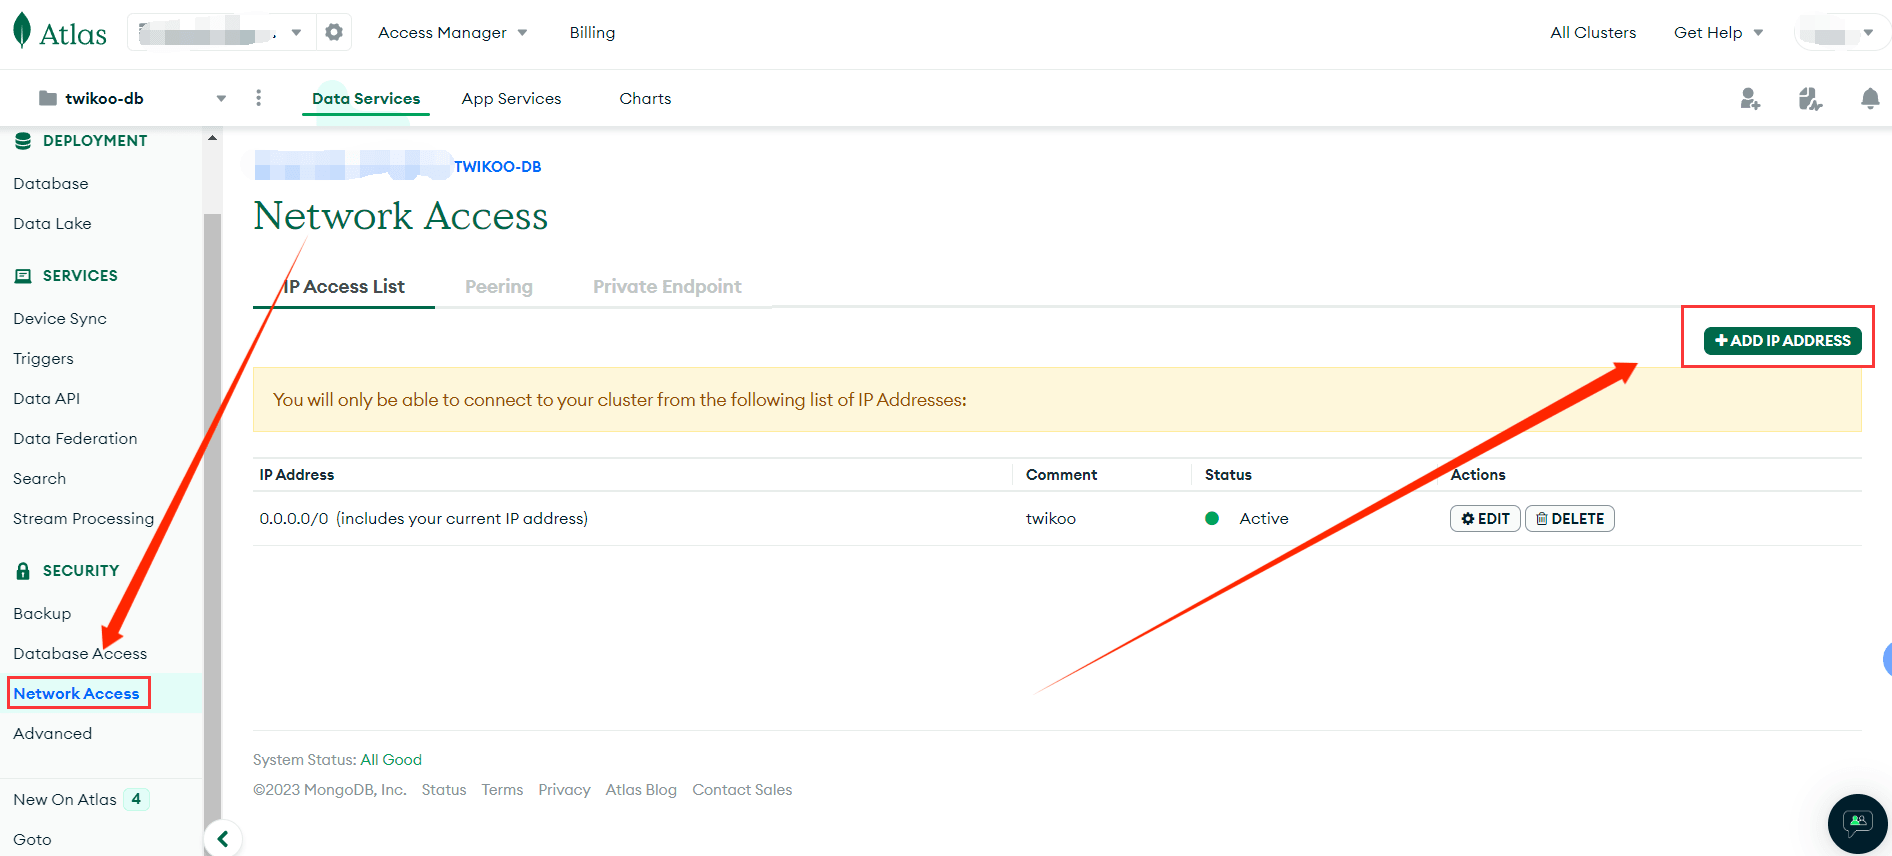 Atlas
Access Manager
Billing
All Clusters
Get Help
twikoo-db
Data Services
App Services
Charts
DEPLOYMENT
Database
Data Lake
SERVICES
Device Sync
Triggers
Data API
Data Federation
Search
Stream Processing
SECURITY
Backup
Database Access
Network Access
Advanced
New On Atlas 4
Goto
TWIKOO-DB
Network Access
IP Access List
Peering
Private Endpoint
ADD IP ADDRESS
You will only be able to connect to your cluster from the following list of IP Addresses:
IP Address Comment Status Actions
0.0.0.0/0 (includes your current IP address) twikoo Active EDIT DELETE
System Status: All Good
©2023 MongoDB, Inc. Status Terms Privacy Atlas Blog Contact Sales